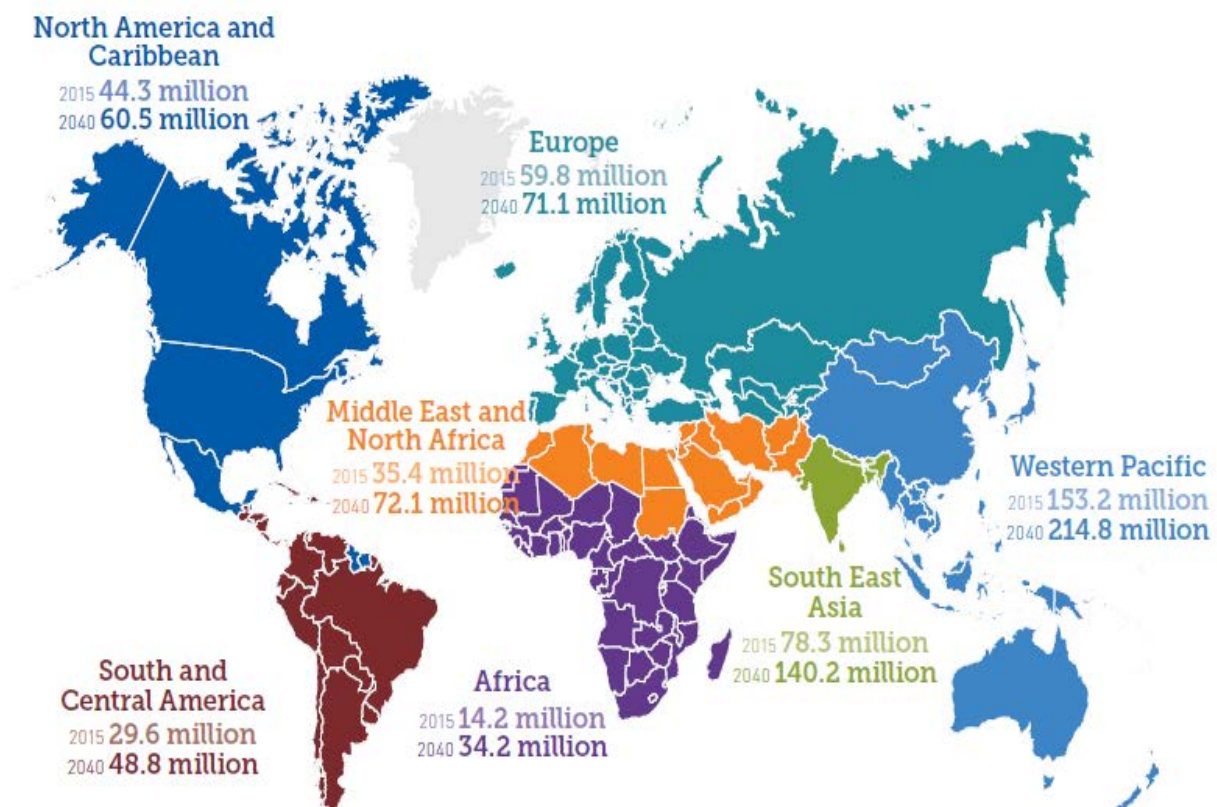 North America and
Caribbean
2015 44.3 million
2040 60.5 million
Europe
2015 59.8 million
2040 71.1 million
Middle East and
North Africa
2015 35.4 million
2040 72.1 million
Western Pacific
2015 153.2 million
2040 214.8 million
South East
Asia
2015 78.3 million
2040 140.2 million
South and
Central America
2015 29.6 million
2040 48.8 million
Africa
2015 14.2 million
2040 34.2 million